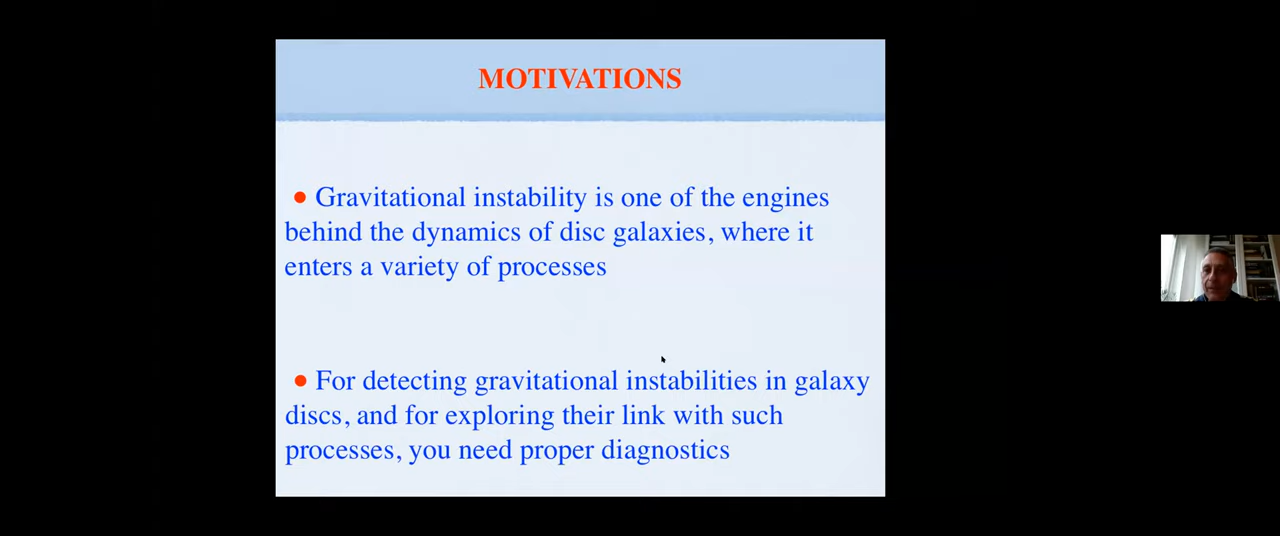 MOTIVATIONS
● Gravitational instability is one of the engines
behind the dynamics of disc galaxies, where it
enters a variety of processes
● For detecting gravitational instabilities in galaxy
discs, and for exploring their link with such
processes, you need proper diagnostics